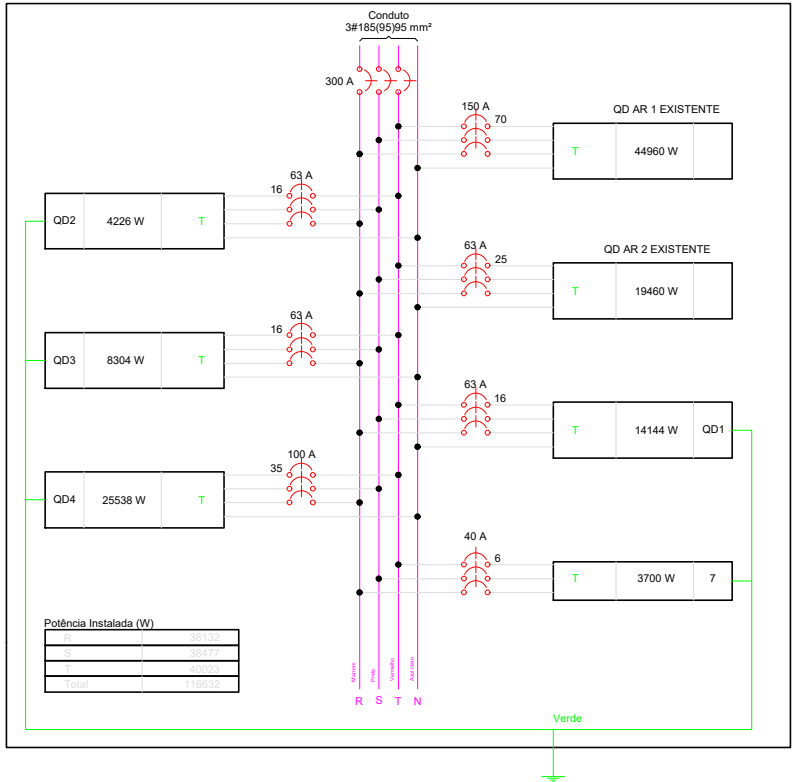 Conduto
3#185(95)95 mm²
300 A
150 A
70
QD AR 1 EXISTENTE
T
44960 W
63 A
16
QD2
4226 W
T
63 A
25
QD AR 2 EXISTENTE
T
19460 W
63 A
16
QD3
8304 W
T
63 A
16
T
14144 W
QD1
100 A
35
QD4
25538 W
T
40 A
6
T
3700 W
7
Potência Instalada (W)
R 38132
S 38477
T 40023
Total 116632
Marrom
Preto
Vermelho
Azul claro
R S T N
Verde